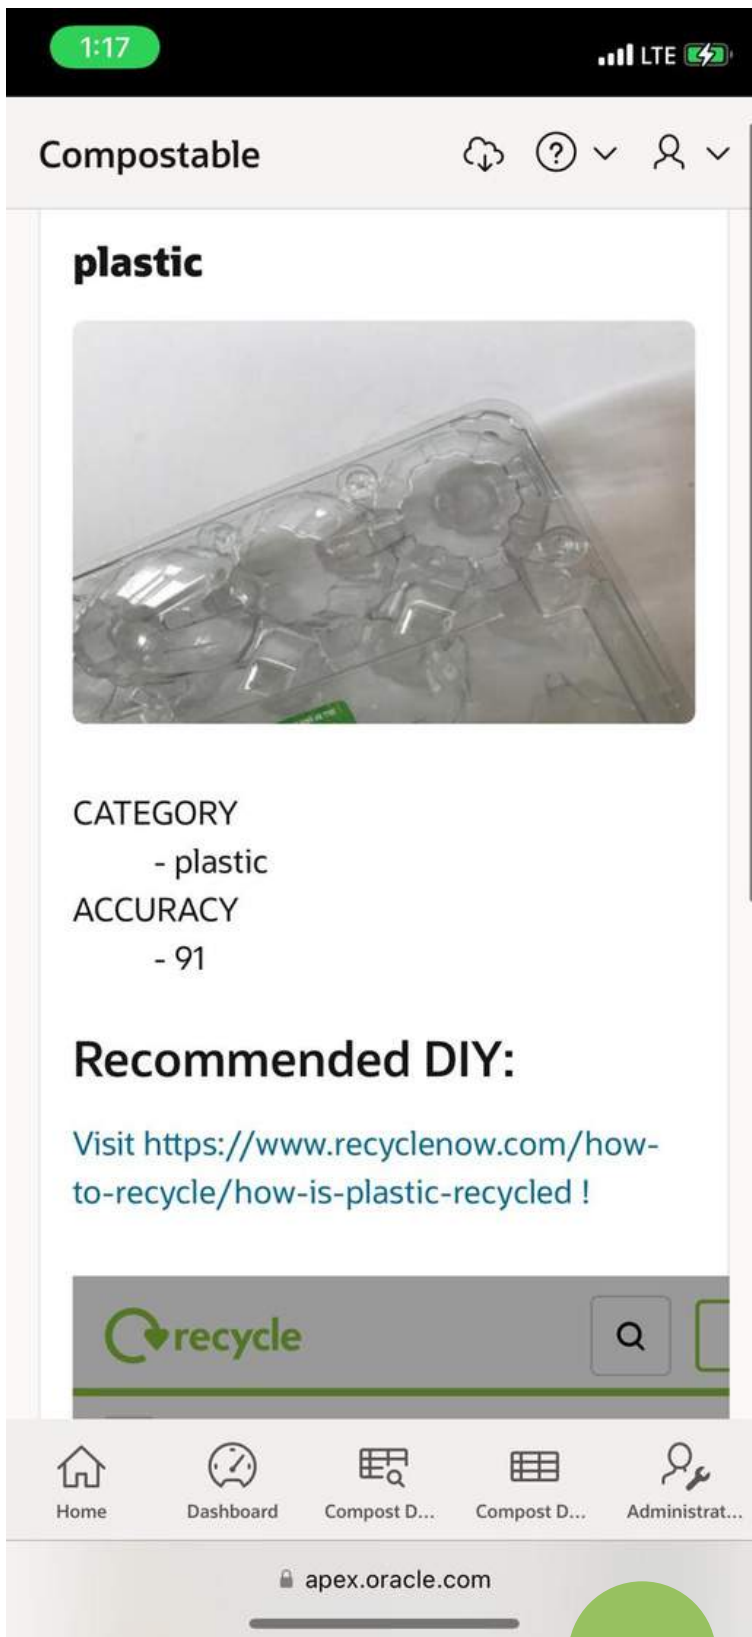 1:17
LTE
Compostable
plastic
CATEGORY
- plastic
ACCURACY
- 91
Recommended DIY:
Visit https://www.recyclenow.com/how-
to-recycle/how-is-plastic-recycled !
recycle
Home
Dashboard
Compost D...
Compost D...
Administrat...
apex.oracle.com